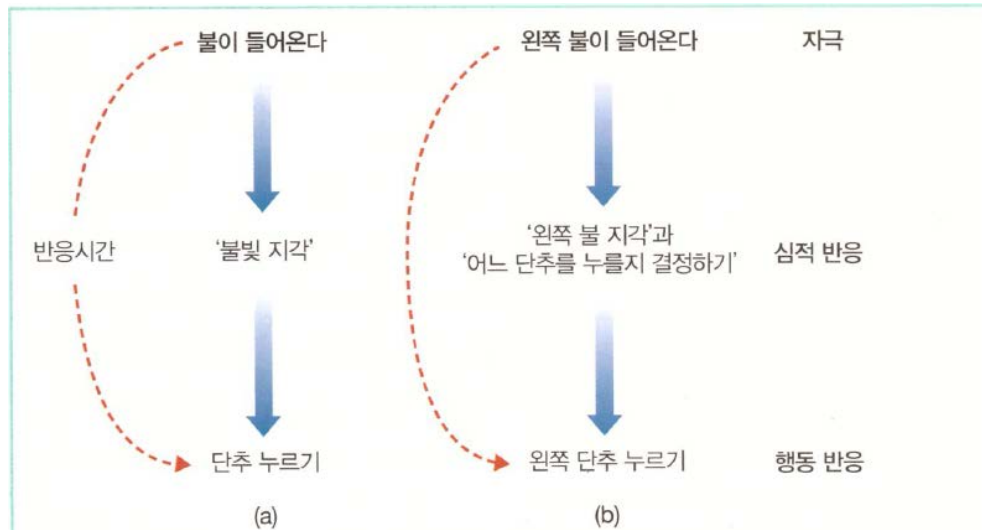 불이 들어온다
왼쪽 불이 들어온다
자극
반응시간
'불빛 지각'
'왼쪽 불 지각'과
'어느 단추를 누를지 결정하기'
심적 반응
단추 누르기
왼쪽 단추 누르기
행동 반응
(a)
(b)